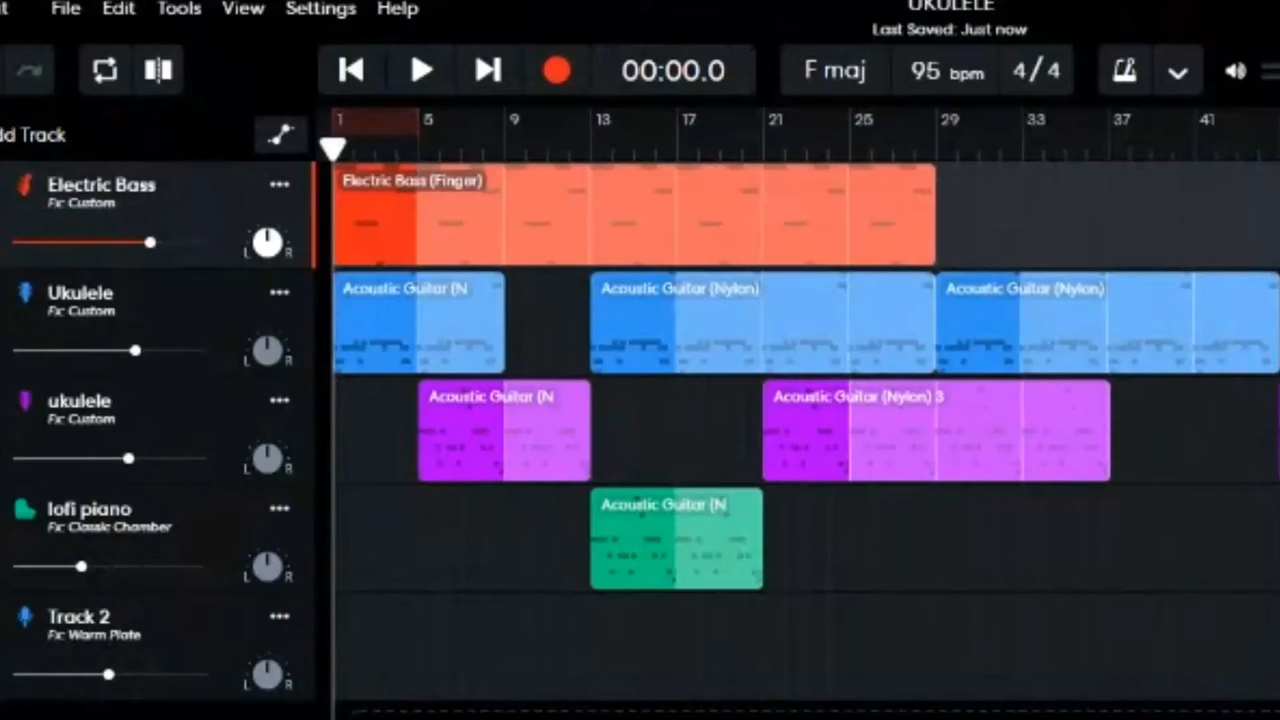 File Edit Tools View Settings Help
UKULELE
Last Saved: Just now
00:00.0 F maj 95 bpm 4/4
dd Track
1 5 9 13 17 21 25 29 33 37 41
Electric Bass
Fx: Custom
L R
Electric Bass (Finger)
Ukulele
Fx: Custom
L R
Acoustic Guitar (N Acoustic Guitar (Nylon) Acoustic Guitar (Nylon)
ukulele
Fx: Custom
L R
Acoustic Guitar (N Acoustic Guitar (Nylon) 3
lofi piano
Fx: Classic Chamber
L R
Acoustic Guitar (N
Track 2
Fx: Warm Plate
L R